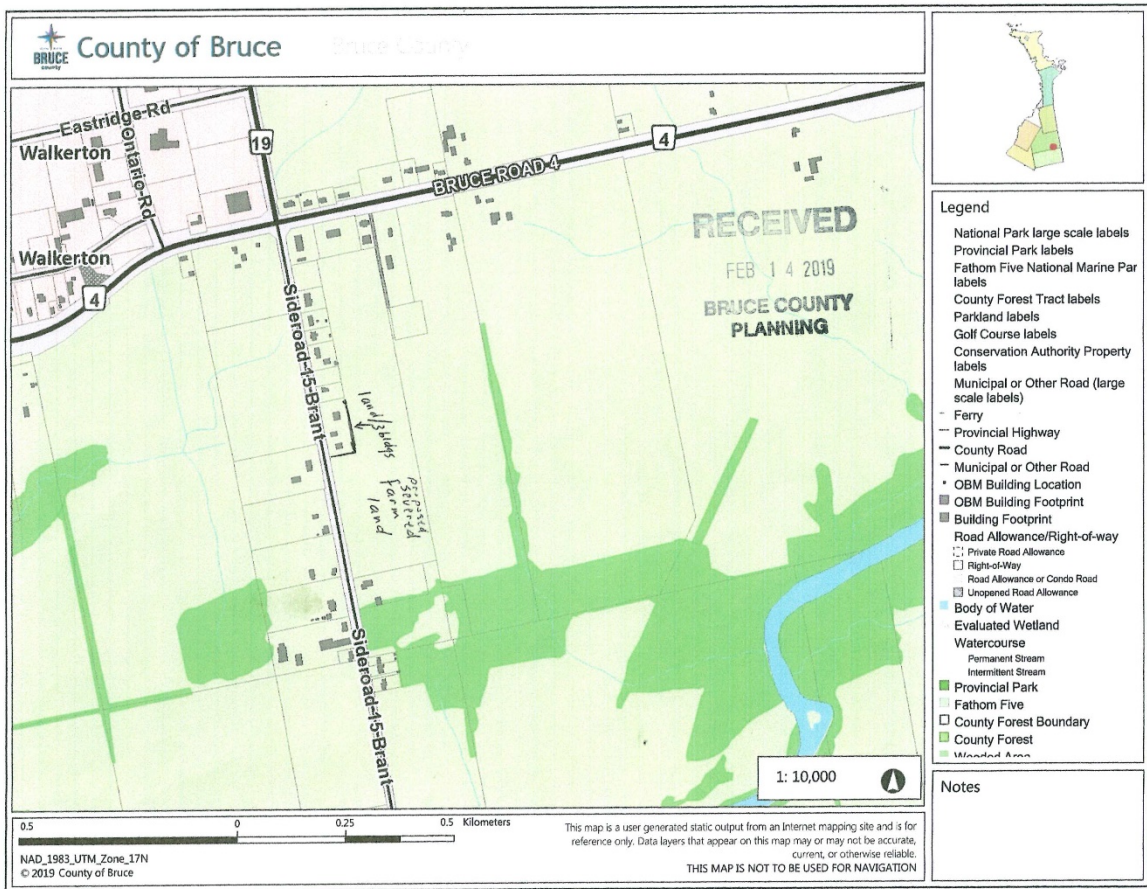 BRUCE
county
County of Bruce
Bruce County
Eastridge-Rd
Ontario-Rd
Walkerton
19
4
BRUCE ROAD 4
Walkerton
4
Sideroad-15-Brant
RECEIVED
FEB 14 2019
BRUCE COUNTY
PLANNING
land/3bldgs
proposed
severed
farm
land
Sideroad-15-Brant
1: 10,000
Legend
National Park large scale labels
Provincial Park labels
Fathom Five National Marine Par
labels
County Forest Tract labels
Parkland labels
Golf Course labels
Conservation Authority Property
labels
Municipal or Other Road (large
scale labels)
Ferry
Provincial Highway
County Road
Municipal or Other Road
OBM Building Location
OBM Building Footprint
Building Footprint
Road Allowance/Right-of-way
Private Road Allowance
Right-of-Way
Road Allowance or Condo Road
Unopened Road Allowance
Body of Water
Evaluated Wetland
Watercourse
Permanent Stream
Intermittent Stream
Provincial Park
Fathom Five
County Forest Boundary
County Forest
Wooded Area
Notes
0.5 0 0.25 0.5 Kilometers
NAD_1983_UTM_Zone_17N
© 2019 County of Bruce
This map is a user generated static output from an Internet mapping site and is for
reference only. Data layers that appear on this map may or may not be accurate,
current, or otherwise reliable.
THIS MAP IS NOT TO BE USED FOR NAVIGATION